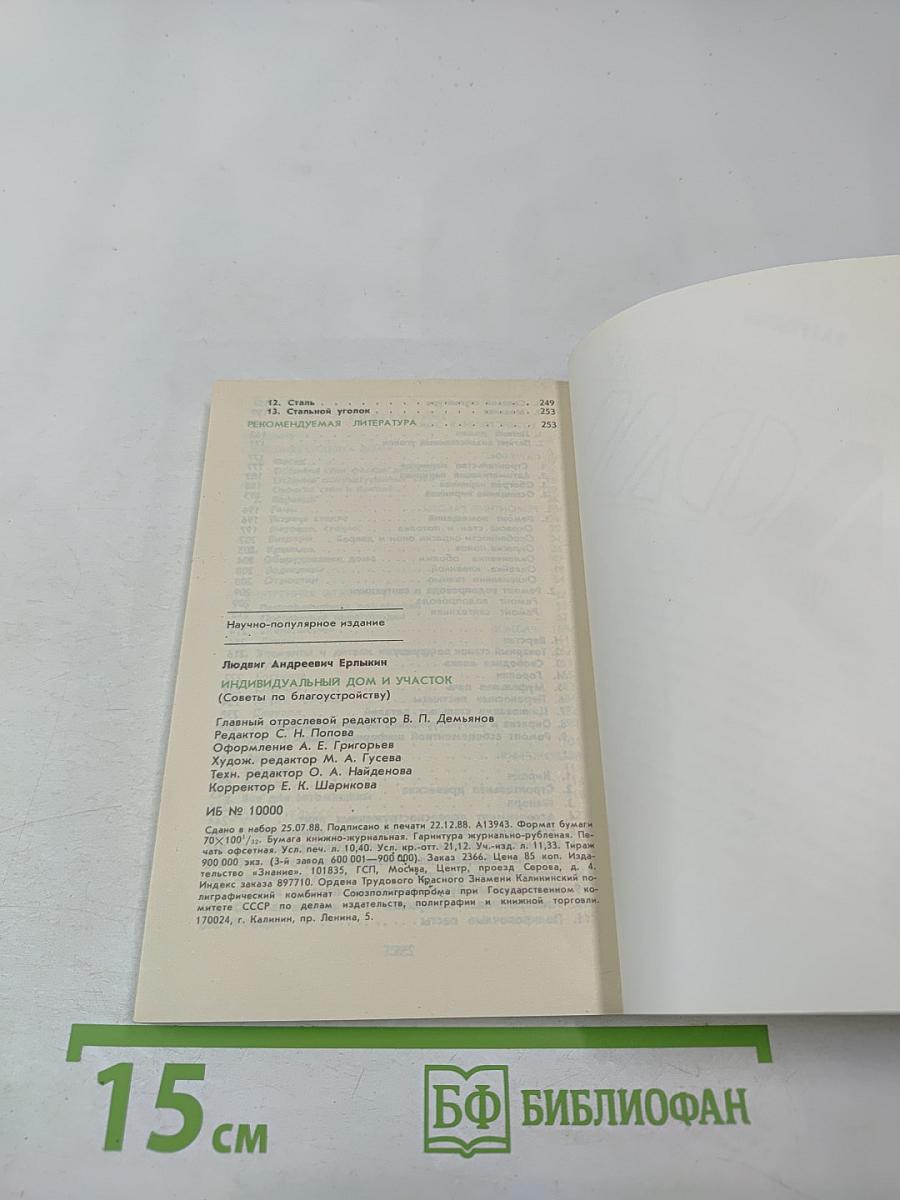 12. Сталь . . . . . . . . . . . . . . . . 249
13. Стальной уголок . . . . . . . . . . . . 253
РЕКОМЕНДУЕМАЯ ЛИТЕРАТУРА . . . . . . . . . 253
Научно-популярное издание
Людвиг Андреевич Ерлыкин
ИНДИВИДУАЛЬНЫЙ ДОМ И УЧАСТОК
(Советы по благоустройству)
Главный отраслевой редактор В. П. Демьянов
Редактор С. Н. Попова
Оформление А. Е. Григорьев
Худож. редактор М. А. Гусева
Техн. редактор О. А. Найденова
Корректор Е. К. Шарикова
ИБ № 10000
Сдано в набор 25.07.88. Подписано к печати 22.12.88. А13943. Формат бумаги
70×100¹/₃₂. Бумага книжно-журнальная. Гарнитура журнально-рубленая. Пе-
чать офсетная. Усл. печ. л. 10,40. Усл. кр.-отт. 21,12. Уч.-изд. л. 11,33. Тираж
900 000 экз. (3-й завод 600 001—900 000). Заказ 2366. Цена 85 коп. Изда-
тельство «Знание». 101835, ГСП, Москва, Центр, проезд Серова, д. 4.
Индекс заказа 897710. Ордена Трудового Красного Знамени Калининский по-
лиграфический комбинат Союзполиграфпрома при Государственном ко-
митете СССР по делам издательств, полиграфии и книжной торговли.
170024, г. Калинин, пр. Ленина, 5.
15 см
БФ БИБЛИОФАН